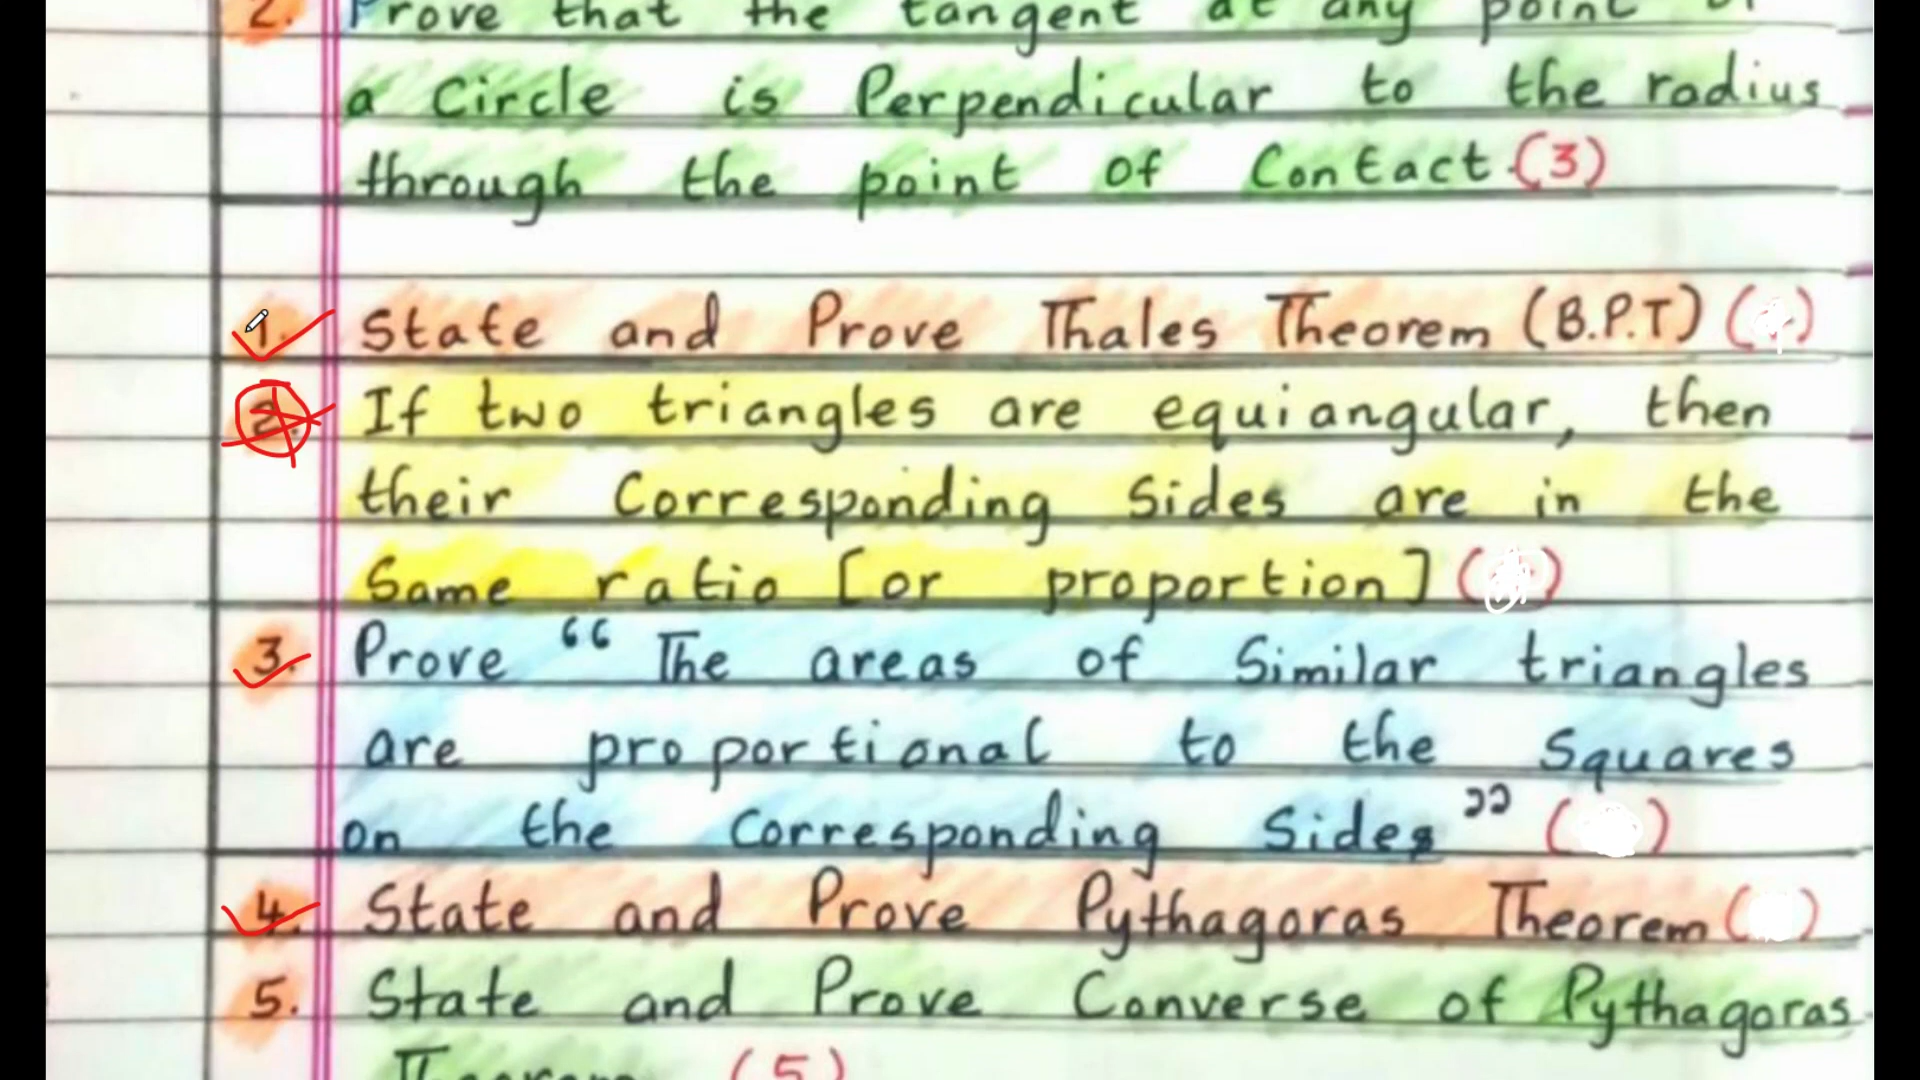 2. Prove that the tangent at any point of
a Circle is Perpendicular to the radius
through the point of Contact (3)
1. State and Prove Thales Theorem (B.P.T) ( )
2. If two triangles are equiangular, then
their Corresponding Sides are in the
Same ratio [or proportion] ( )
3. Prove “ The areas of Similar triangles
are proportional to the Squares
on the Corresponding Sides ” ( )
4. State and Prove Pythagoras Theorem ( )
5. State and Prove Converse of Pythagoras
Theorem (5)